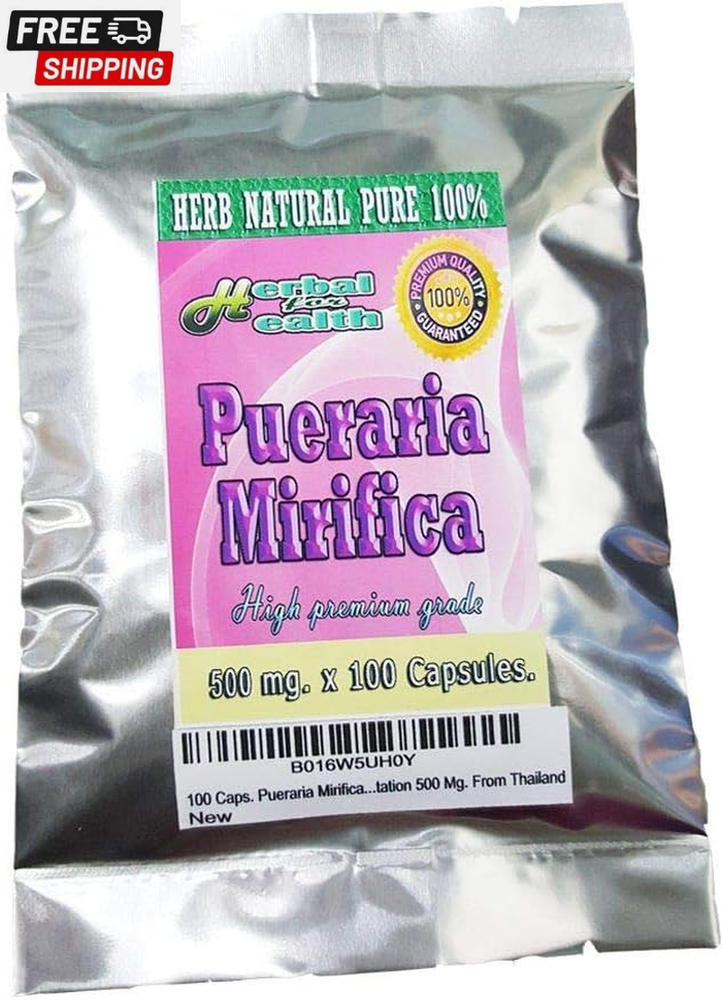 FREE
SHIPPING
HERB NATURAL PURE 100%
Herbal
for
ealth
PREMIUM QUALITY
100%
GUARANTEED
Pueraria
Mirifica
High premium grade
500 mg. x 100 Capsules.
B016W5UH0Y
100 Caps. Pueraria Mirifica...tation 500 Mg. From Thailand
New